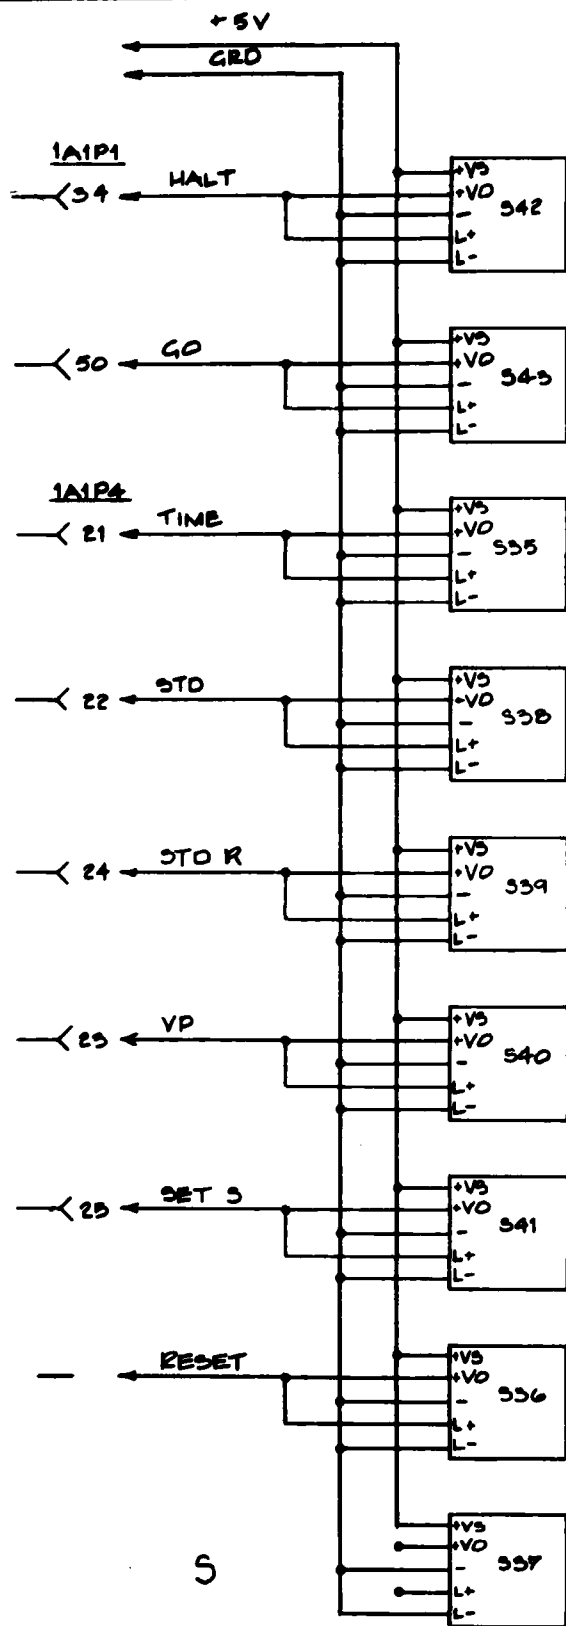 +5V
GRD
1A1P1
34 HALT
+VS
+VO
-
L+
L-
S42
50 GO
+VS
+VO
-
L+
L-
S43
1A1P4
21 TIME
+VS
+VO
-
L+
L-
S35
22 STD
+VS
+VO
-
L+
L-
S38
24 STD R
+VS
+VO
-
L+
L-
S39
23 VP
+VS
+VO
-
L+
L-
S40
25 SET S
+VS
+VO
-
L+
L-
S41
— RESET
+VS
+VO
-
L+
L-
S36
+VS
+VO
-
L+
L-
S37
S